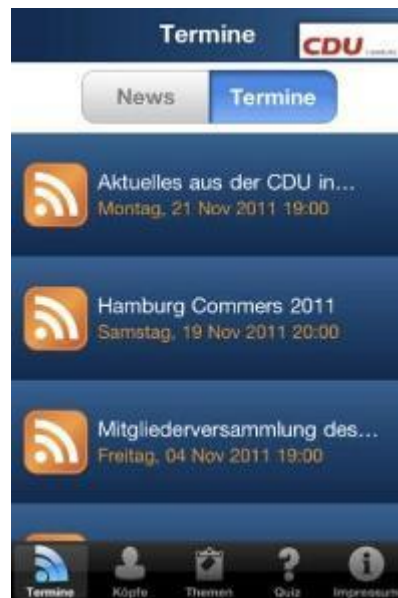 Termine
CDU
News Termine
Aktuelles aus der CDU in...
Montag, 21 Nov 2011 19:00
Hamburg Commers 2011
Samstag, 19 Nov 2011 20:00
Mitgliederversammlung des...
Freitag, 04 Nov 2011 19:00
Termine Köpfe Themen Quiz Impressum